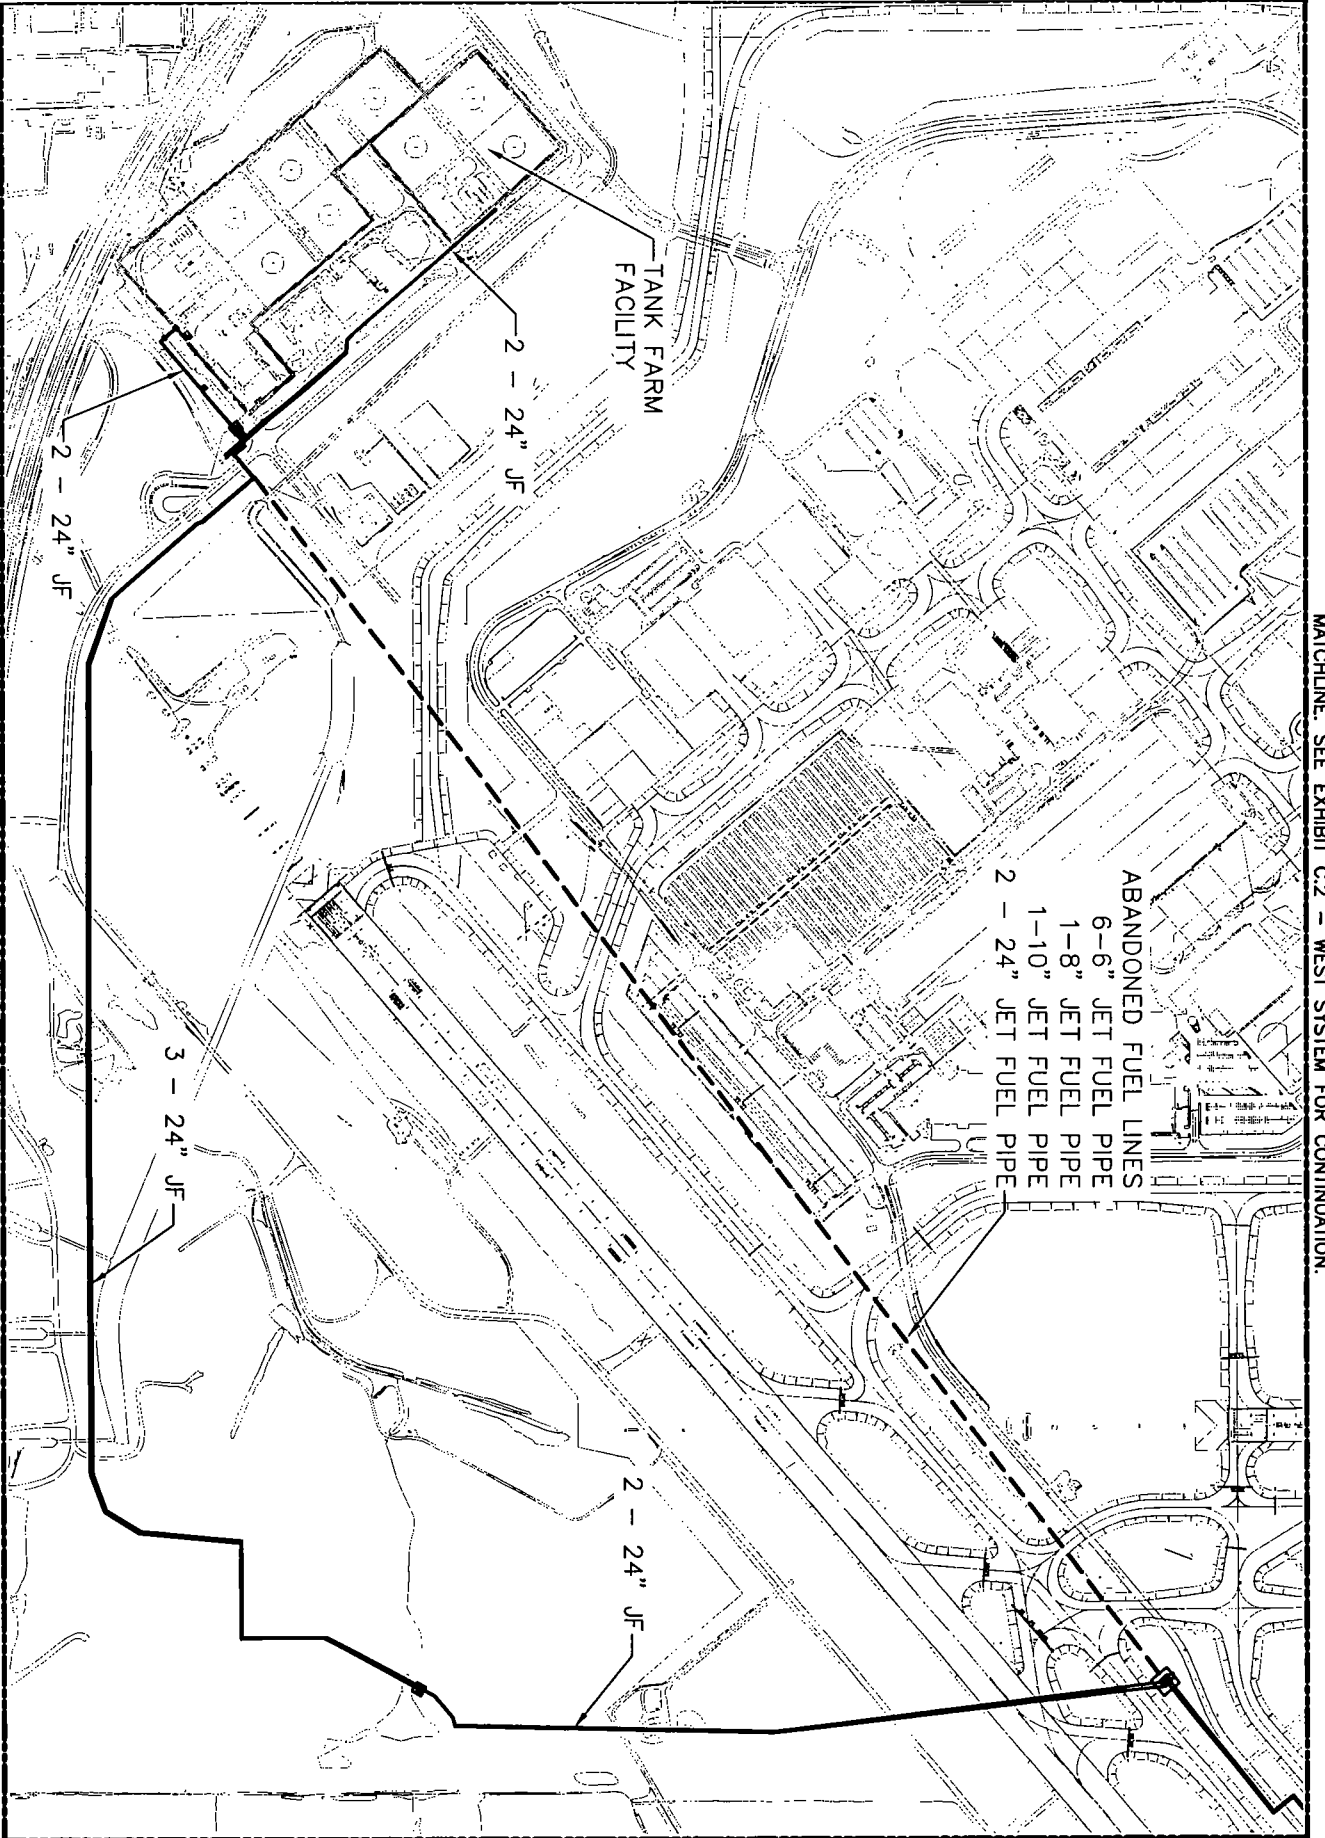 MATCHLINE. SEE EXHIBIT C.2 - WEST SYSTEM FOR CONTINUATION.
ABANDONED FUEL LINES
6-6" JET FUEL PIPE
1-8" JET FUEL PIPE
1-10" JET FUEL PIPE
2 - 24" JET FUEL PIPE
TANK FARM
FACILITY
2 - 24" JF
2 - 24" JF
3 - 24" JF
2 - 24" JF